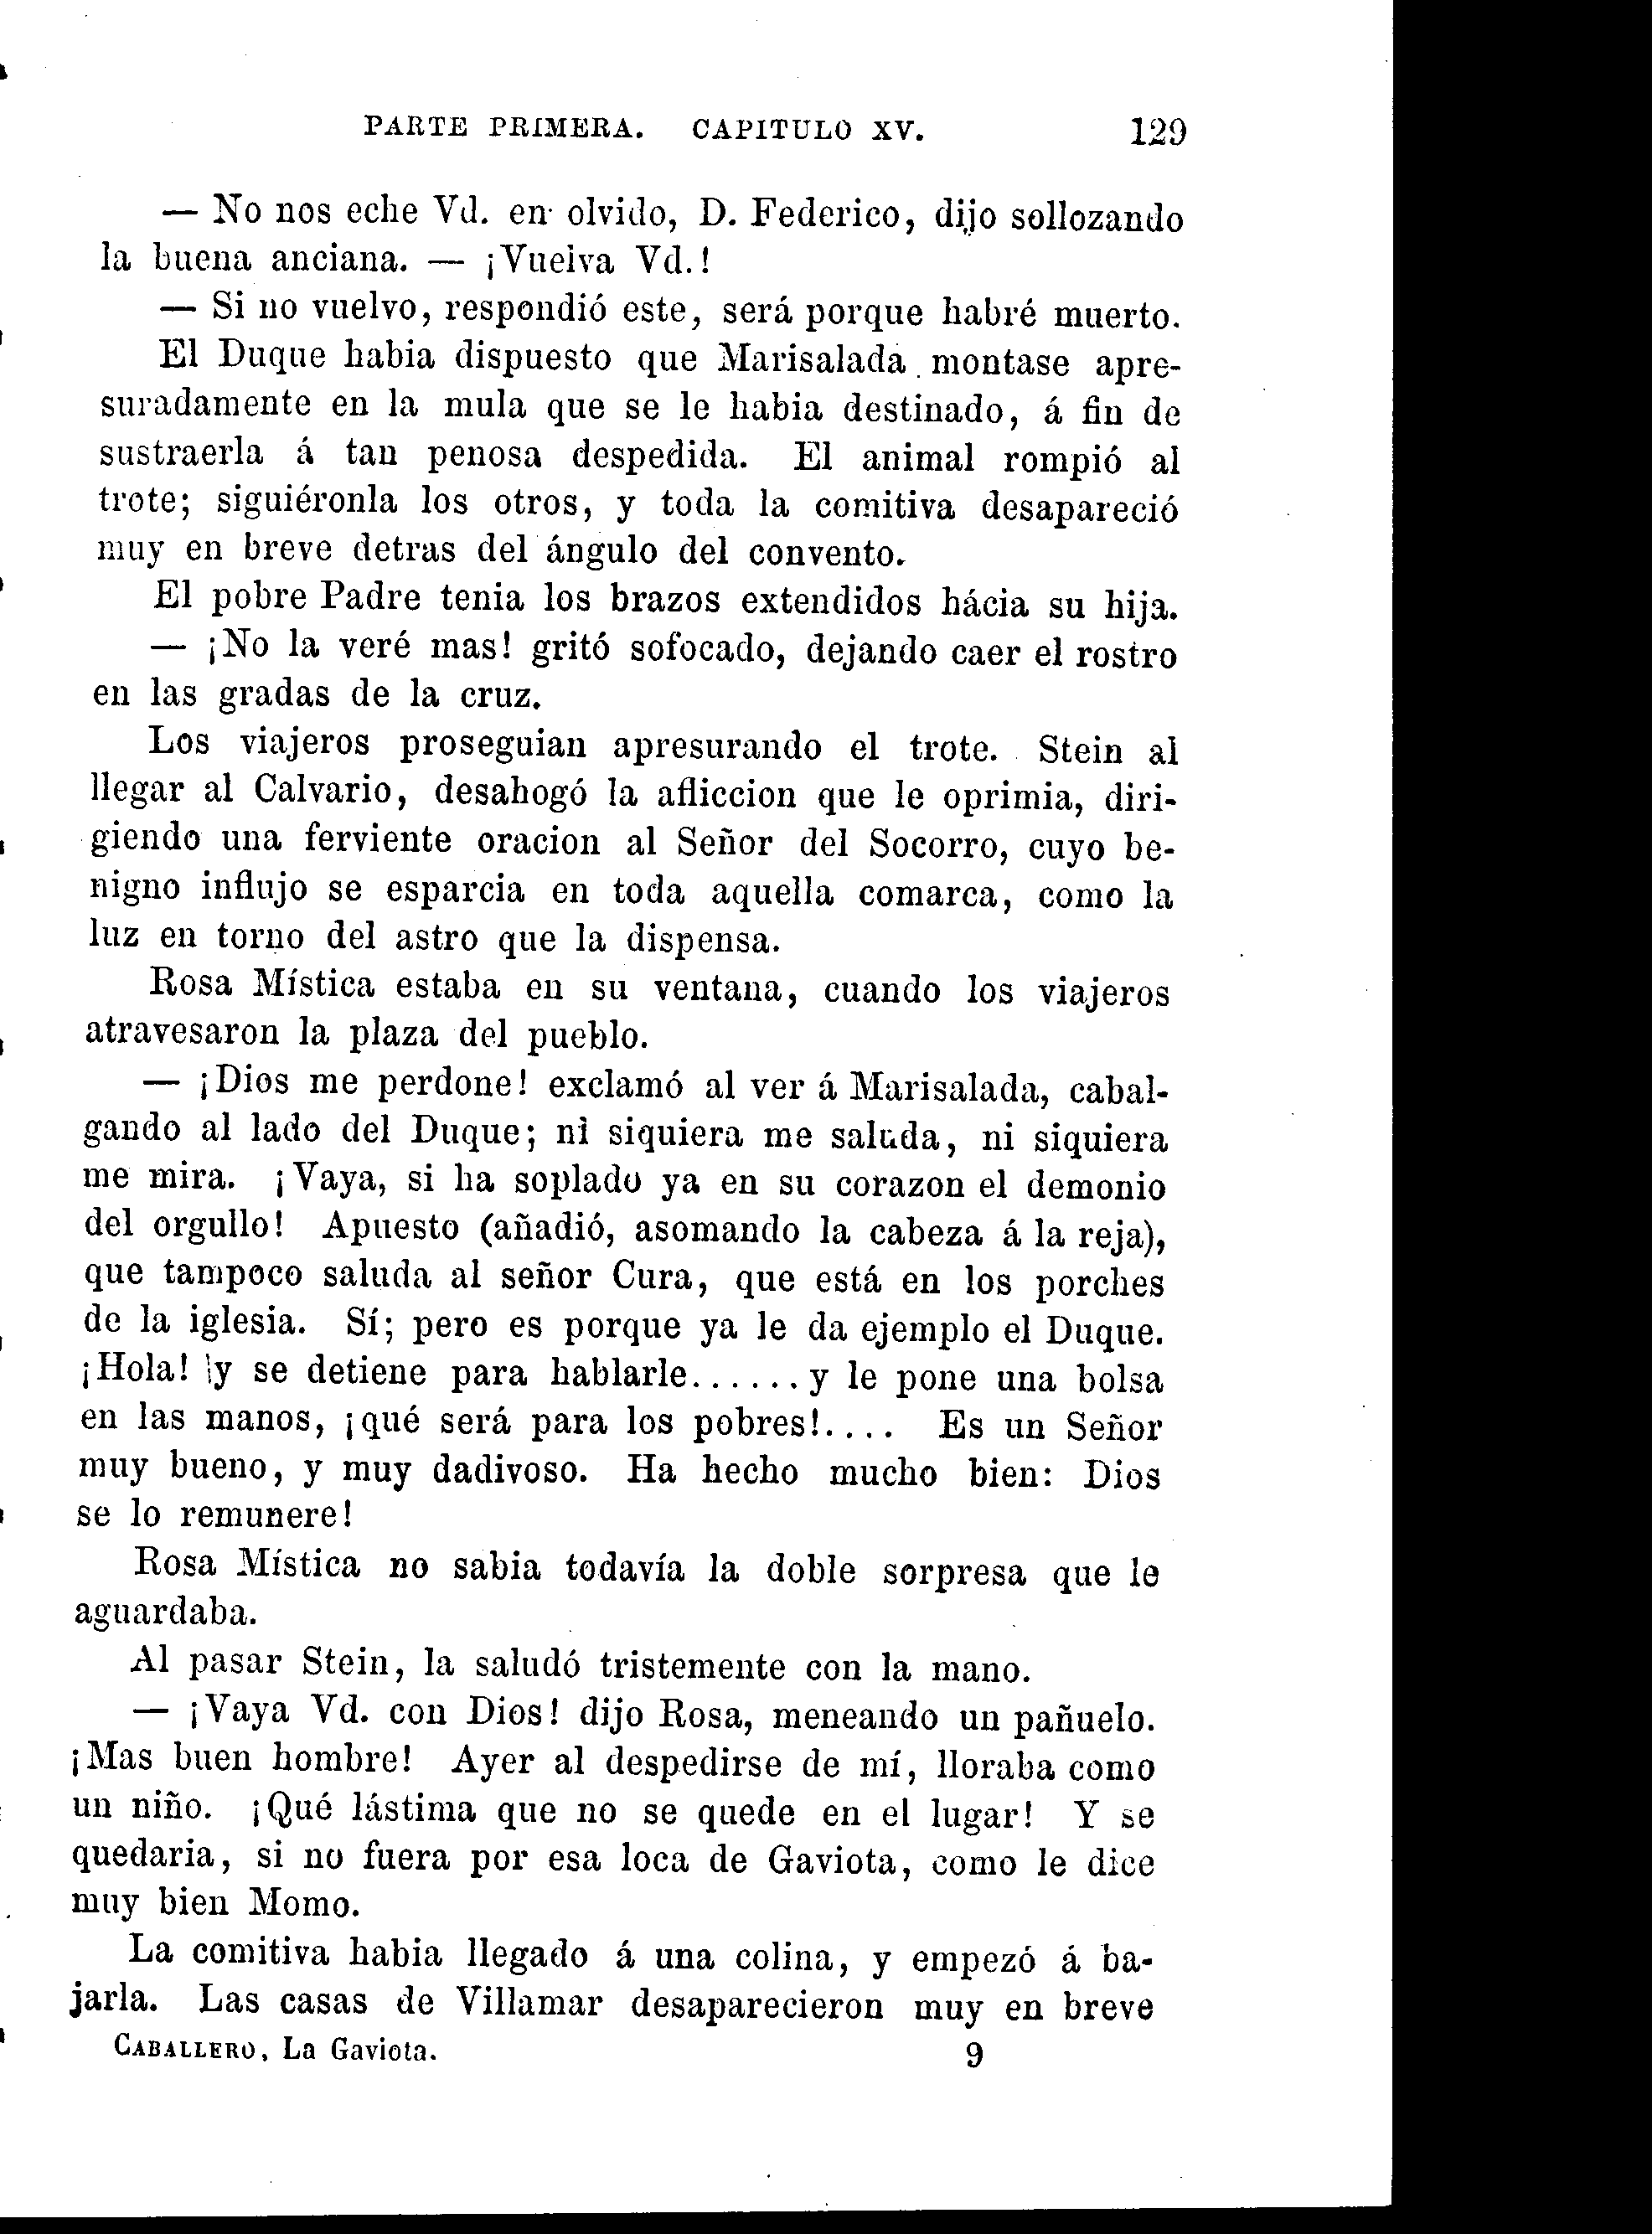 PARTE PRIMERA. CAPITULO XV. 129
— No nos eche Vd. en olvido, D. Federico, dijo sollozando
la buena anciana. — ¡Vuelva Vd.!
— Si no vuelvo, respondió este, será porque habré muerto.
El Duque habia dispuesto que Marisalada montase apre-
suradamente en la mula que se le habia destinado, á fin de
sustraerla á tan penosa despedida. El animal rompió al
trote; siguiéronla los otros, y toda la comitiva desapareció
muy en breve detras del ángulo del convento.
El pobre Padre tenia los brazos extendidos hácia su hija.
— ¡No la veré mas! gritó sofocado, dejando caer el rostro
en las gradas de la cruz.
Los viajeros proseguian apresurando el trote. Stein al
llegar al Calvario, desahogó la afliccion que le oprimia, diri-
giendo una ferviente oracion al Señor del Socorro, cuyo be-
nigno influjo se esparcia en toda aquella comarca, como la
luz en torno del astro que la dispensa.
Rosa Mística estaba en su ventana, cuando los viajeros
atravesaron la plaza del pueblo.
— ¡Dios me perdone! exclamó al ver á Marisalada, cabal-
gando al lado del Duque; ni siquiera me saluda, ni siquiera
me mira. ¡Vaya, si ha soplado ya en su corazon el demonio
del orgullo! Apuesto (añadió, asomando la cabeza á la reja),
que tampoco saluda al señor Cura, que está en los porches
de la iglesia. Sí; pero es porque ya le da ejemplo el Duque.
¡Hola! ¡y se detiene para hablarle...... y le pone una bolsa
en las manos, ¡qué será para los pobres!.... Es un Señor
muy bueno, y muy dadivoso. Ha hecho mucho bien: Dios
se lo remunere!
Rosa Mística no sabia todavía la doble sorpresa que le
aguardaba.
Al pasar Stein, la saludó tristemente con la mano.
— ¡Vaya Vd. con Dios! dijo Rosa, meneando un pañuelo.
¡Mas buen hombre! Ayer al despedirse de mí, lloraba como
un niño. ¡Qué lástima que no se quede en el lugar! Y se
quedaria, si no fuera por esa loca de Gaviota, como le dice
muy bien Momo.
La comitiva habia llegado á una colina, y empezó á ba-
jarla. Las casas de Villamar desaparecieron muy en breve
CABALLERO, La Gaviota. 9